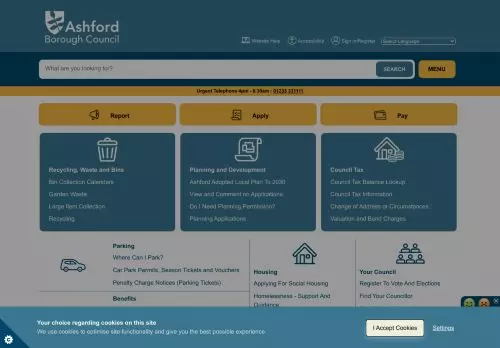 Ashford
Borough Council
Website Help
Accessibility
Sign in/Register
Select Language
What are you looking for?
SEARCH
MENU
Urgent Telephone 4pm - 8.30am - 01233 331111
Report
Apply
Pay
Recycling, Waste and Bins
Bin Collection Calendars
Garden Waste
Large Item Collection
Recycling
Planning and Development
Ashford Adopted Local Plan To 2030
View and Comment on Applications
Do I Need Planning Permission?
Planning Applications
Council Tax
Council Tax Balance Lookup
Council Tax Information
Change of Address or Circumstances
Valuation and Band Charges
Parking
Where Can I Park?
Car Park Permits, Season Tickets and Vouchers
Penalty Charge Notices (Parking Tickets)
Benefits
Housing
Applying For Social Housing
Homelessness - Support And
Guidance
Your Council
Register To Vote And Elections
Find Your Councillor
Your choice regarding cookies on this site
We use cookies to optimise site functionality and give you the best possible experience
I Accept Cookies
Settings